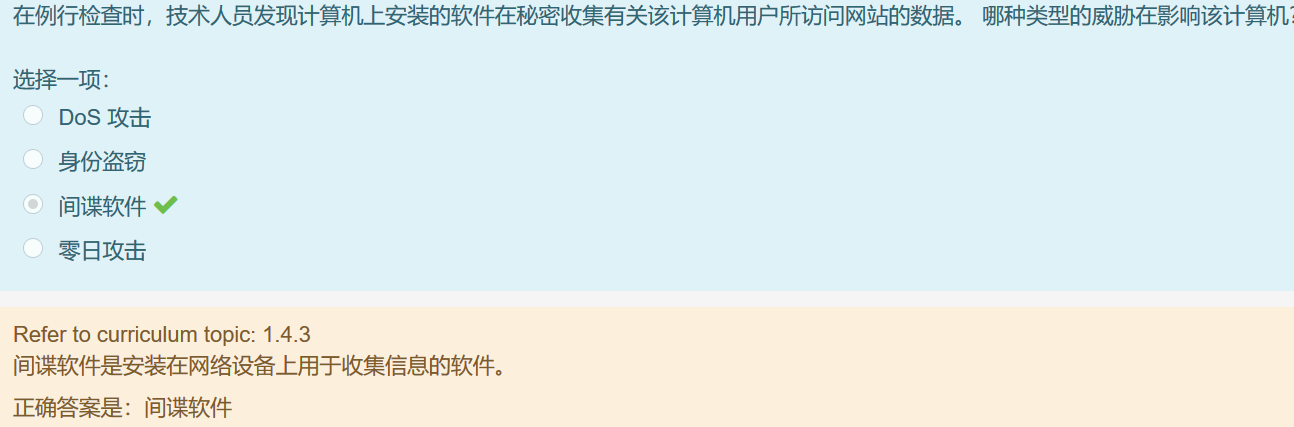 在例行检查时，技术人员发现计算机上安装的软件在秘密收集有关该计算机用户所访问网站的数据。 哪种类型的威胁在影响该计算机?
选择一项：
DoS 攻击
身份盗窃
间谍软件
零日攻击
Refer to curriculum topic: 1.4.3
间谍软件是安装在网络设备上用于收集信息的软件。
正确答案是：间谍软件